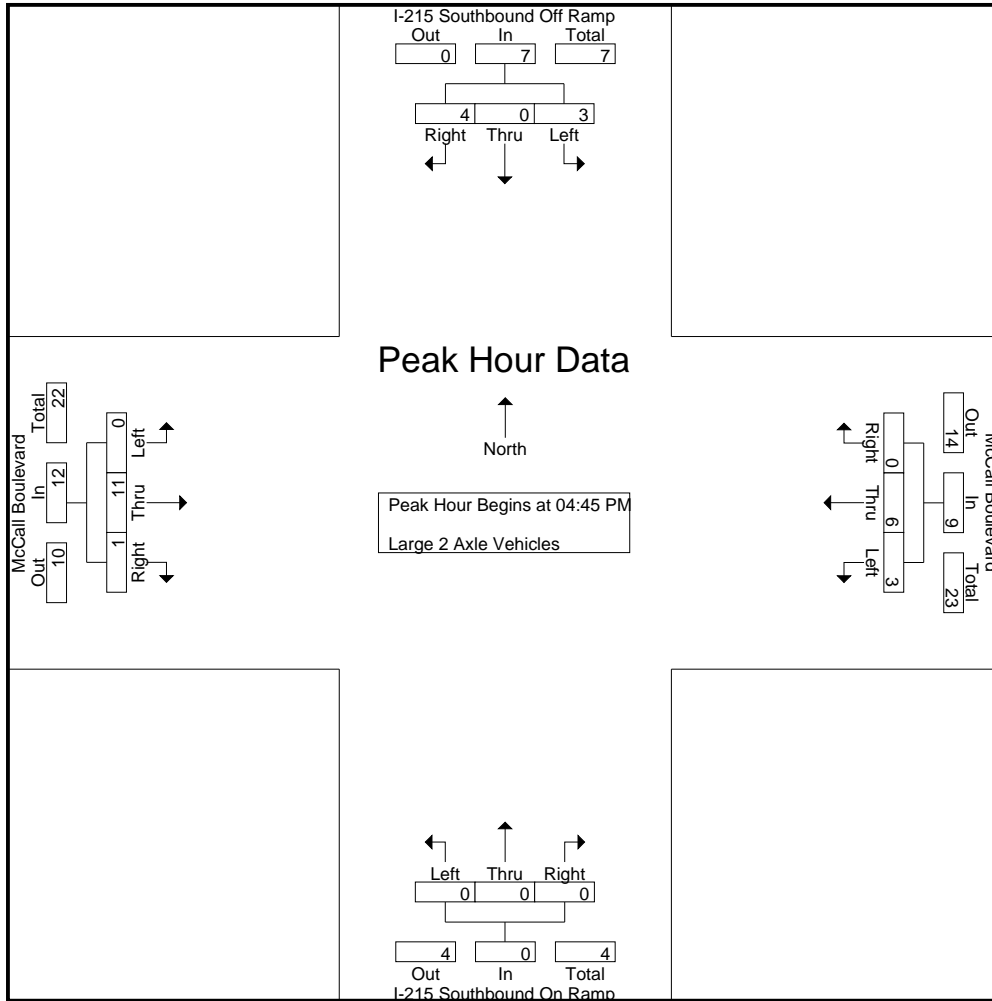 I-215 Southbound Off Ramp
Out In Total
0 7 7
4 0 3
Right Thru Left
Peak Hour Data
North
Peak Hour Begins at 04:45 PM
Large 2 Axle Vehicles
McCall Boulevard
Out In Total
10 12 22
0 11 1
Left Thru Right
McCall Boulevard
Out In Total
14 9 23
Right Thru Left
0 6 3
Left Thru Right
0 0 0
4 0 4
Out In Total
I-215 Southbound On Ramp